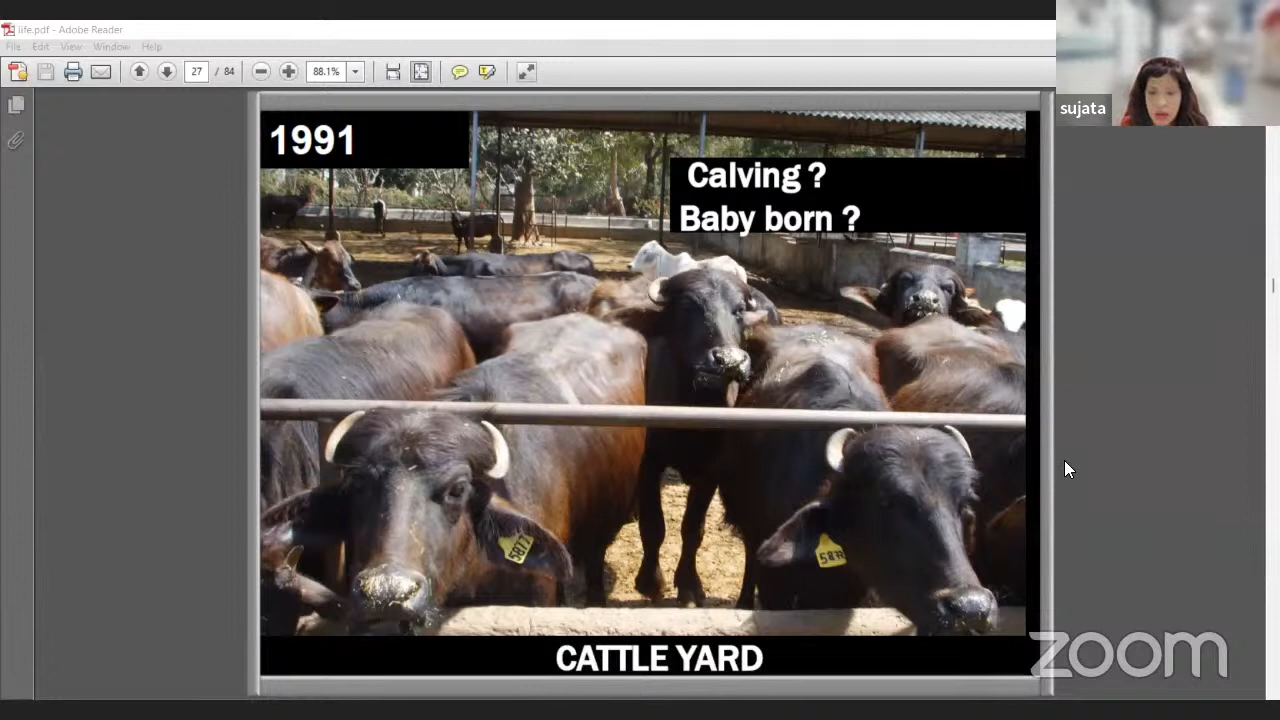 life.pdf - Adobe Reader
File Edit View Window Help
27 / 84 88.1%
sujata
1991
Calving ?
Baby born ?
5877
CATTLE YARD
zoom